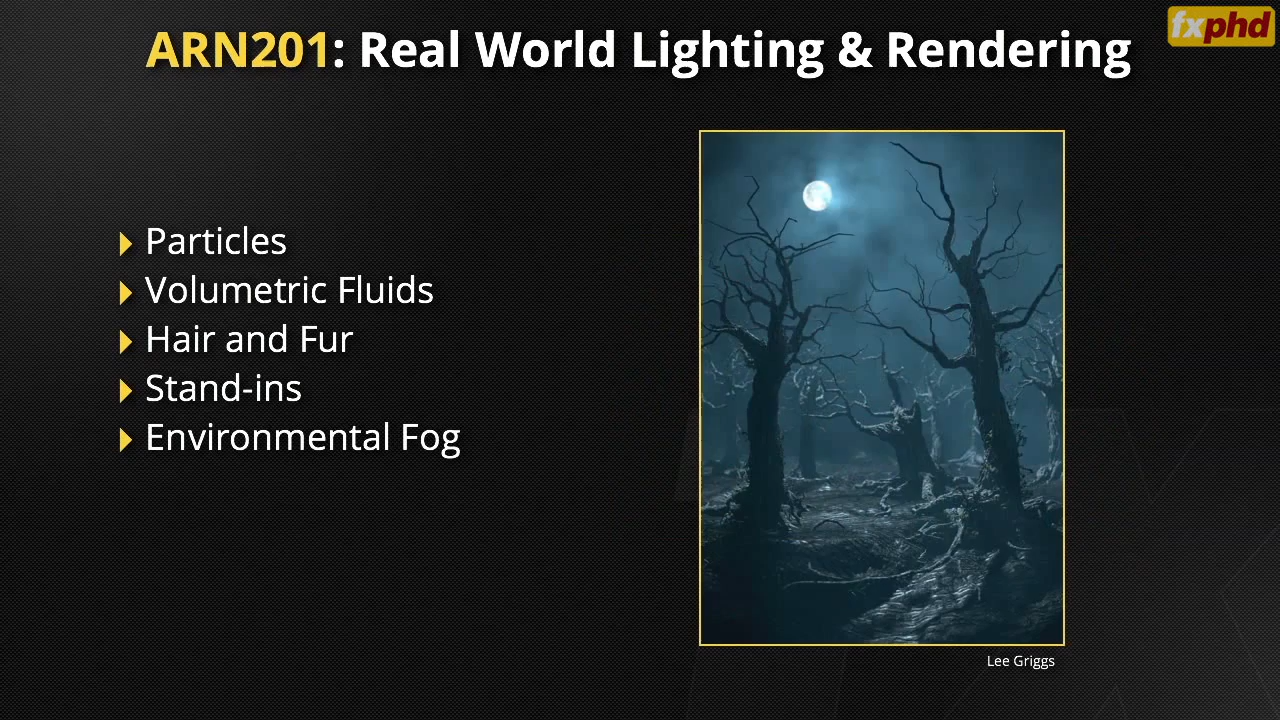 fxphd
ARN201: Real World Lighting & Rendering
Particles
Volumetric Fluids
Hair and Fur
Stand-ins
Environmental Fog
Lee Griggs